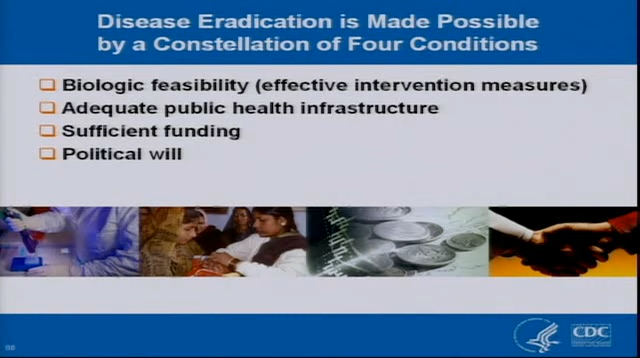 Disease Eradication is Made Possible
by a Constellation of Four Conditions
Biologic feasibility (effective intervention measures)
Adequate public health infrastructure
Sufficient funding
Political will
CDC